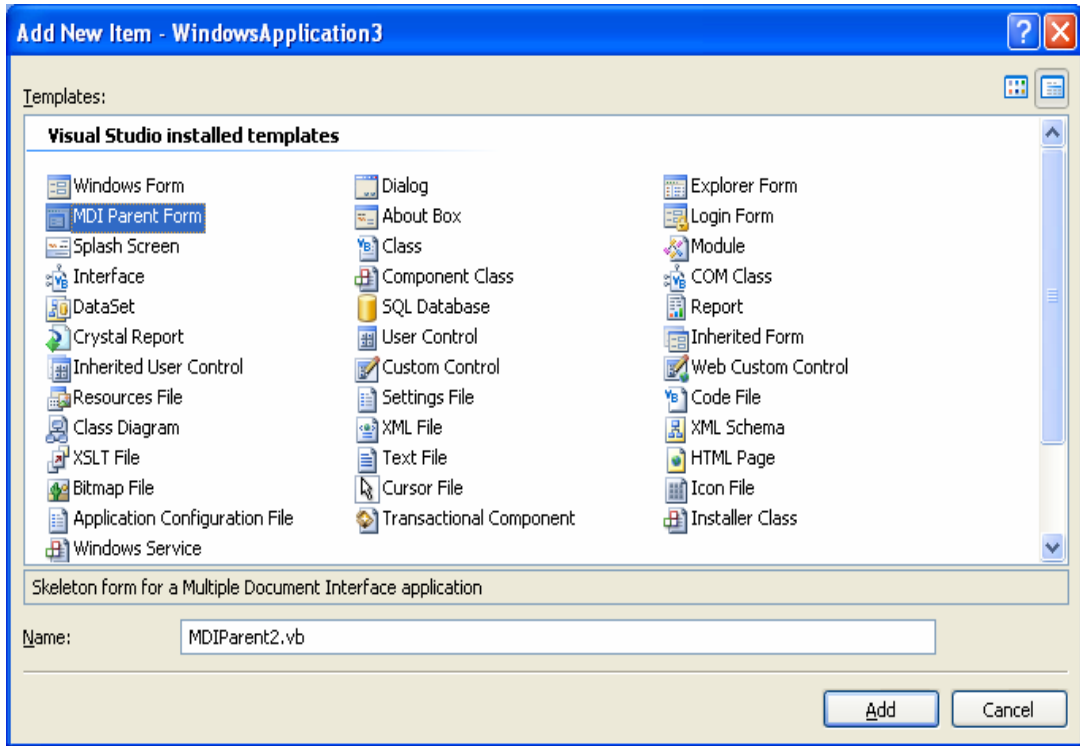 Add New Item - WindowsApplication3
Templates:
Visual Studio installed templates
Windows Form Dialog Explorer Form
MDI Parent Form About Box Login Form
Splash Screen Class Module
Interface Component Class COM Class
DataSet SQL Database Report
Crystal Report User Control Inherited Form
Inherited User Control Custom Control Web Custom Control
Resources File Settings File Code File
Class Diagram XML File XML Schema
XSLT File Text File HTML Page
Bitmap File Cursor File Icon File
Application Configuration File Transactional Component Installer Class
Windows Service
Skeleton form for a Multiple Document Interface application
Name: MDIParent2.vb
Add Cancel